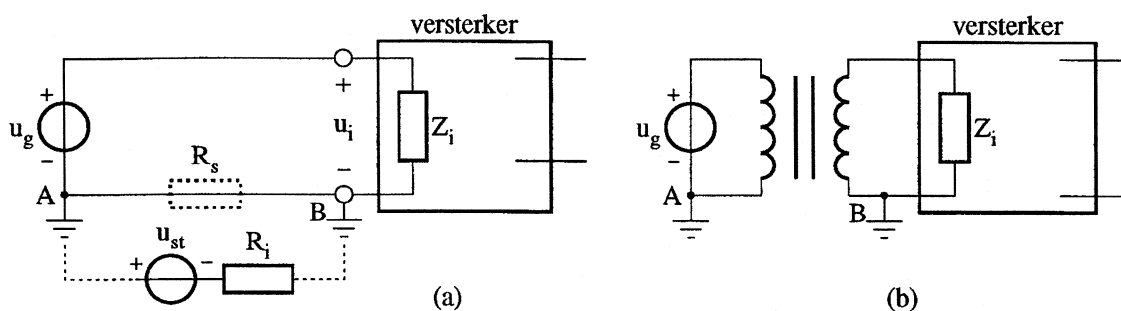 versterker
+
u_g
−
A
R_s
+
u_i
−
B
Z_i
u_st
+
−
R_i
(a)
versterker
+
u_g
−
A
B
Z_i
(b)